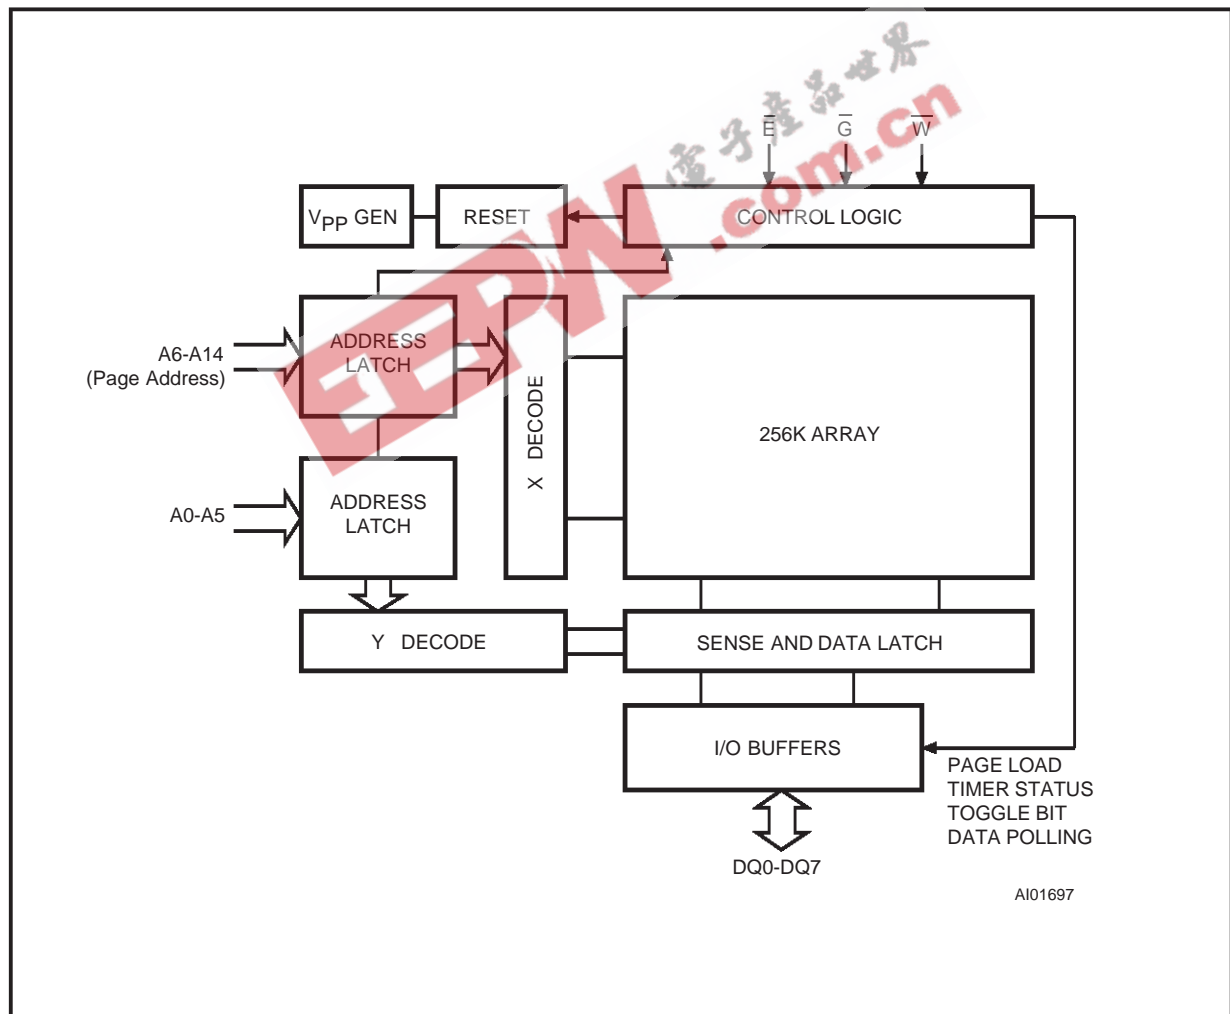 電子產品世界
EEPW .com.cn
E G W
VPP GEN
RESET
CONTROL LOGIC
A6-A14
(Page Address)
ADDRESS
LATCH
X DECODE
256K ARRAY
A0-A5
ADDRESS
LATCH
Y DECODE
SENSE AND DATA LATCH
I/O BUFFERS
PAGE LOAD
TIMER STATUS
TOGGLE BIT
DATA POLLING
DQ0-DQ7
AI01697